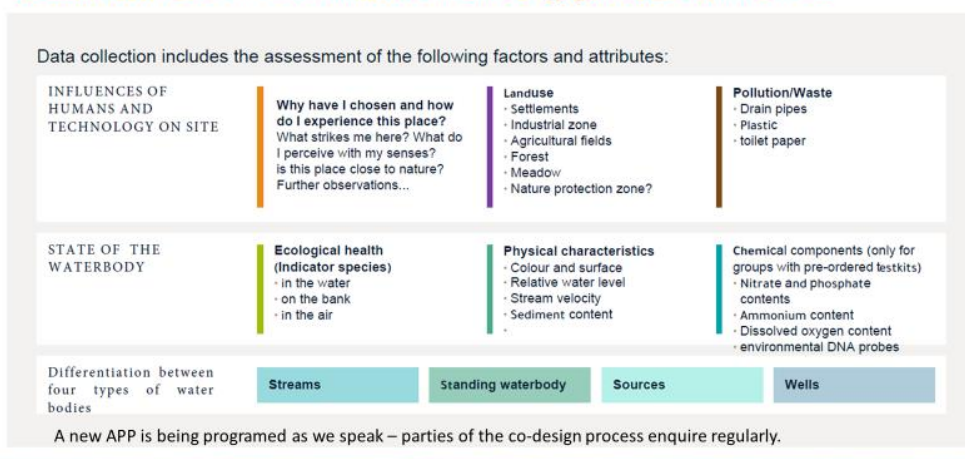 Data collection includes the assessment of the following factors and attributes:
INFLUENCES OF
HUMANS AND
TECHNOLOGY ON SITE
Why have I chosen and how
do I experience this place?
What strikes me here? What do
I perceive with my senses?
is this place close to nature?
Further observations...
Landuse
· Settlements
· Industrial zone
· Agricultural fields
· Forest
· Meadow
· Nature protection zone?
Pollution/Waste
· Drain pipes
· Plastic
· toilet paper
STATE OF THE
WATERBODY
Ecological health
(Indicator species)
· in the water
· on the bank
· in the air
Physical characteristics
· Colour and surface
· Relative water level
· Stream velocity
· Sediment content
·
Chemical components (only for
groups with pre-ordered testkits)
· Nitrate and phosphate
contents
· Ammonium content
· Dissolved oxygen content
· environmental DNA probes
Differentiation between
four types of water
bodies
Streams
Standing waterbody
Sources
Wells
A new APP is being programed as we speak – parties of the co-design process enquire regularly.